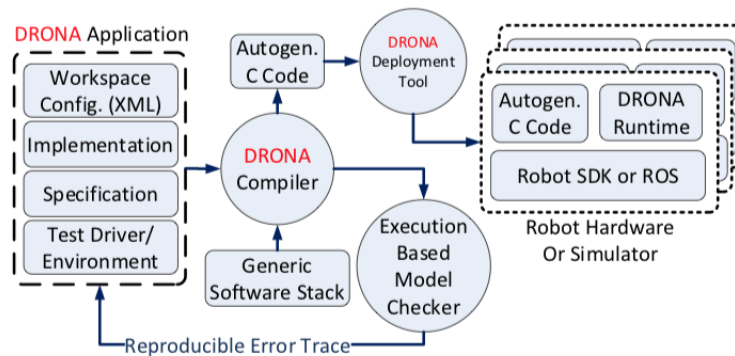 DRONA Application
Workspace
Config. (XML)
Implementation
Specification
Test Driver/
Environment
Autogen.
C Code
DRONA
Compiler
Generic
Software Stack
DRONA
Deployment
Tool
Execution
Based
Model
Checker
Reproducible Error Trace
Autogen.
C Code
DRONA
Runtime
Robot SDK or ROS
Robot Hardware
Or Simulator